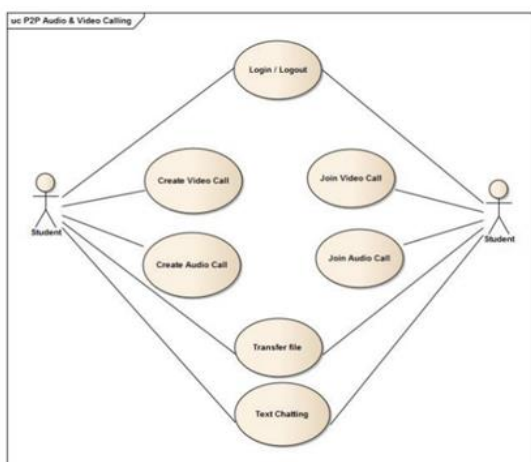 uc P2P Audio & Video Calling
Login / Logout
Create Video Call
Join Video Call
Student
Student
Create Audio Call
Join Audio Call
Transfer file
Text Chatting